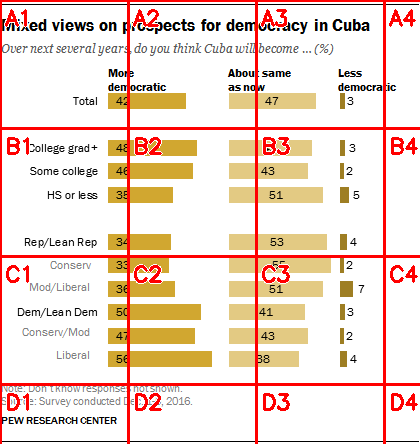 Mixed views on prospects for democracy in Cuba
Over next several years, do you think Cuba will become ... (%)
More democratic About same as now Less democratic
Total 42 47 3
College grad+ 48 3
Some college 46 43 2
HS or less 35 51 5
Rep/Lean Rep 34 53 4
Conserv 33 55 2
Mod/Liberal 36 51 7
Dem/Lean Dem 50 41 3
Conserv/Mod 47 43 2
Liberal 56 38 4
Note: Don't know responses not shown.
Source: Survey conducted 2016.
PEW RESEARCH CENTER
A1 A2 A3 A4
B1 B2 B3 B4
C1 C2 C3 C4
D1 D2 D3 D4